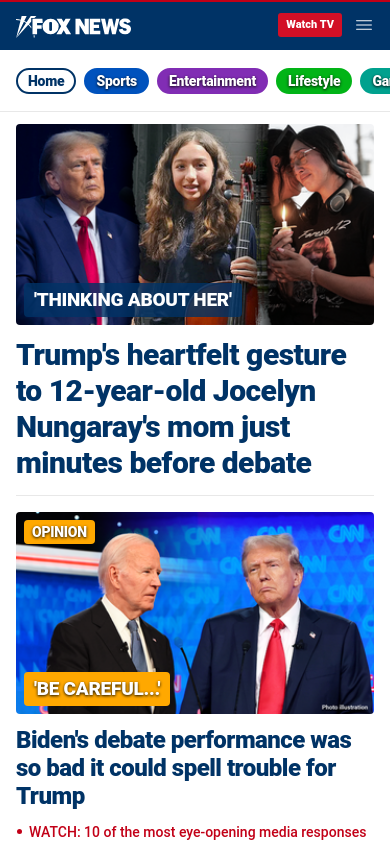 FOX NEWS
Watch TV
Home
Sports
Entertainment
Lifestyle
Ga
'THINKING ABOUT HER'
Trump's heartfelt gesture
to 12-year-old Jocelyn
Nungaray's mom just
minutes before debate
CNN
CNN
OPINION
'BE CAREFUL...'
Photo illustration
Biden's debate performance was
so bad it could spell trouble for
Trump
• WATCH: 10 of the most eye-opening media responses